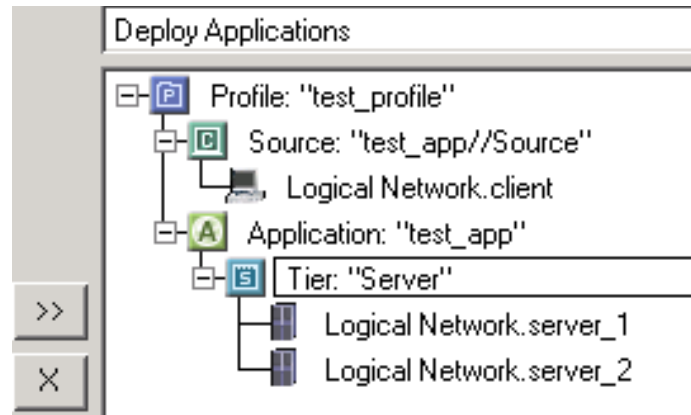 Deploy Applications
P Profile: "test_profile"
C Source: "test_app//Source"
Logical Network.client
A Application: "test_app"
S Tier: "Server"
>>
Logical Network.server_1
X
Logical Network.server_2